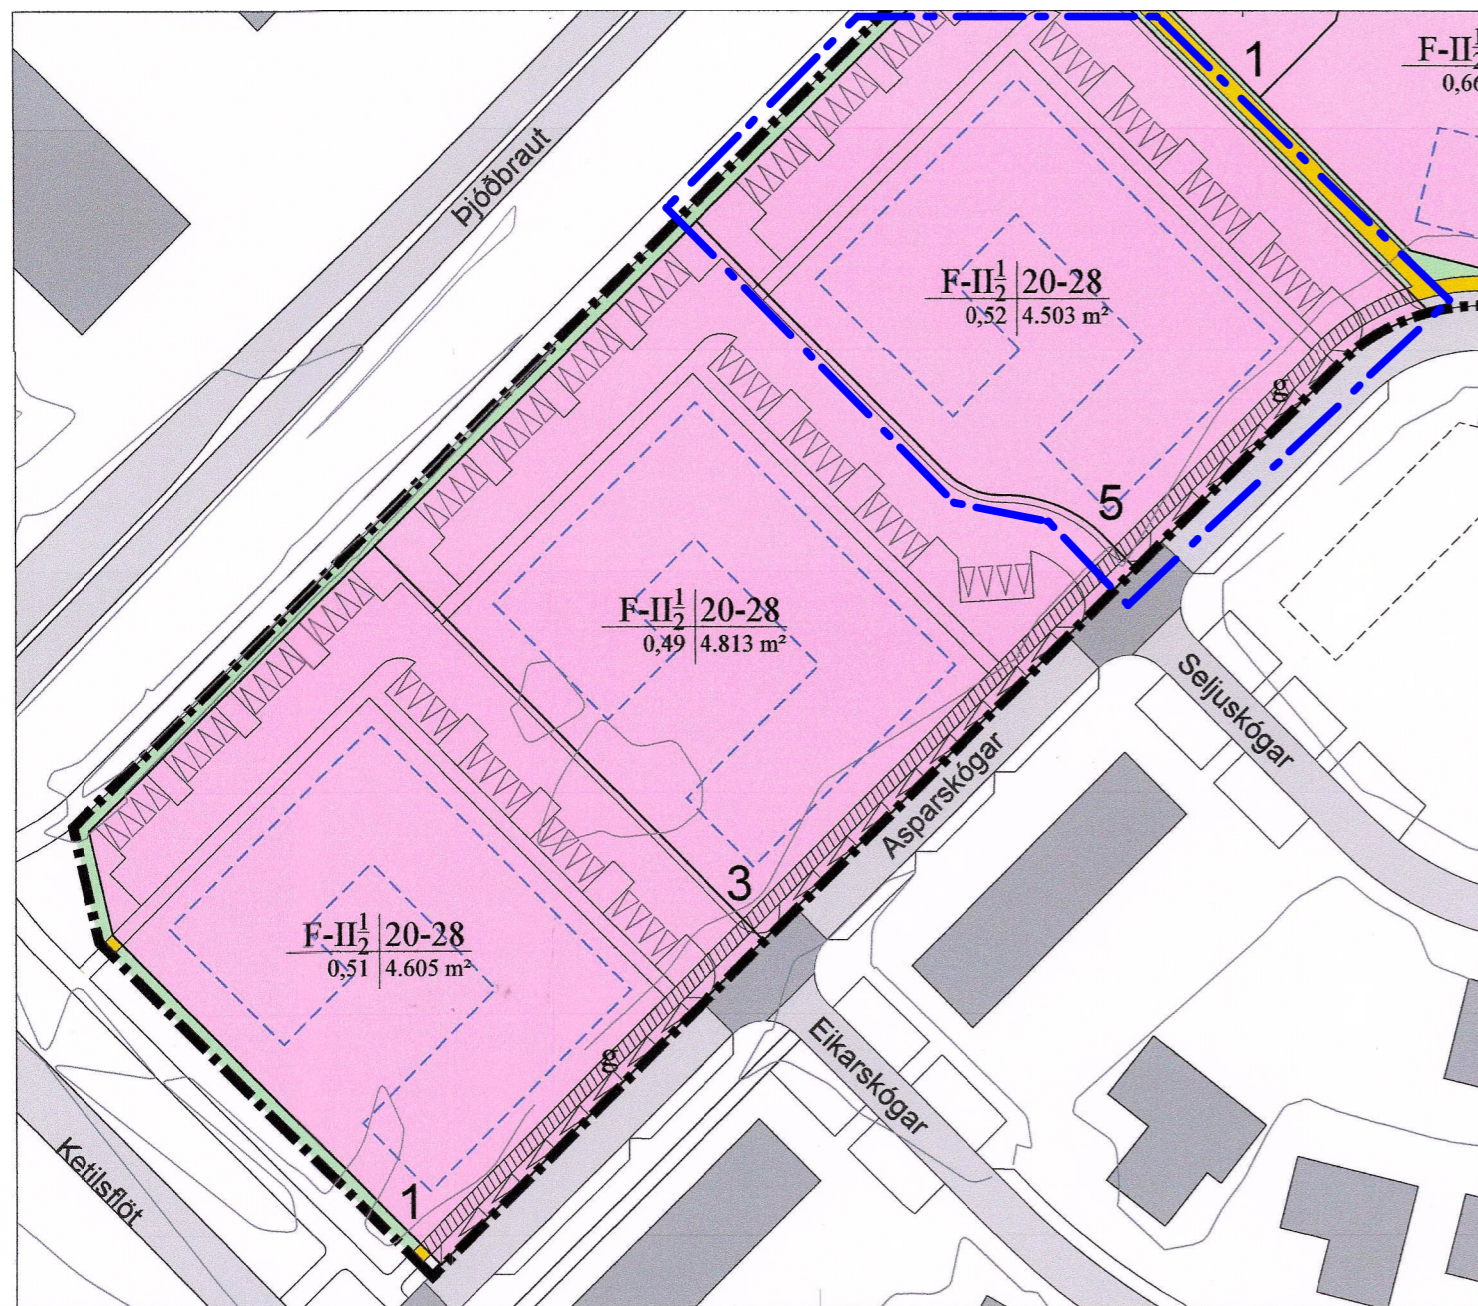 1
F-II½
0,66
Þjóðbraut
F-II½ 20-28
0,52 4.503 m²
g
5
F-II½ 20-28
0,49 4.813 m²
Seljuskógar
Asparskógar
3
F-II½ 20-28
0,51 4.605 m²
Eikarskógar
g
Ketilsflöt
1